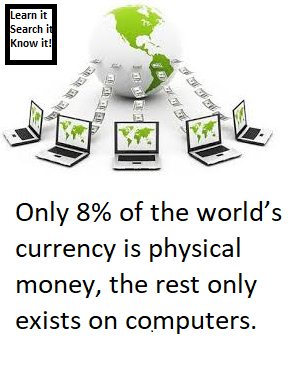 Learn it
Search it
Know it!
Only 8% of the world's
currency is physical
money, the rest only
exists on computers.